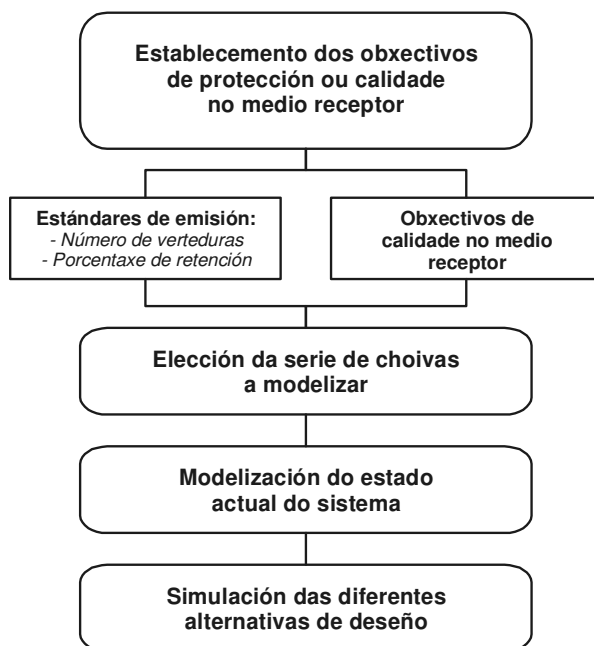 Establecemento dos obxectivos
de protección ou calidade
no medio receptor
Estándares de emisión:
- Número de verteduras
- Porcentaxe de retención
Obxectivos de
calidade no medio
receptor
Elección da serie de choivas
a modelizar
Modelización do estado
actual do sistema
Simulación das diferentes
alternativas de deseño